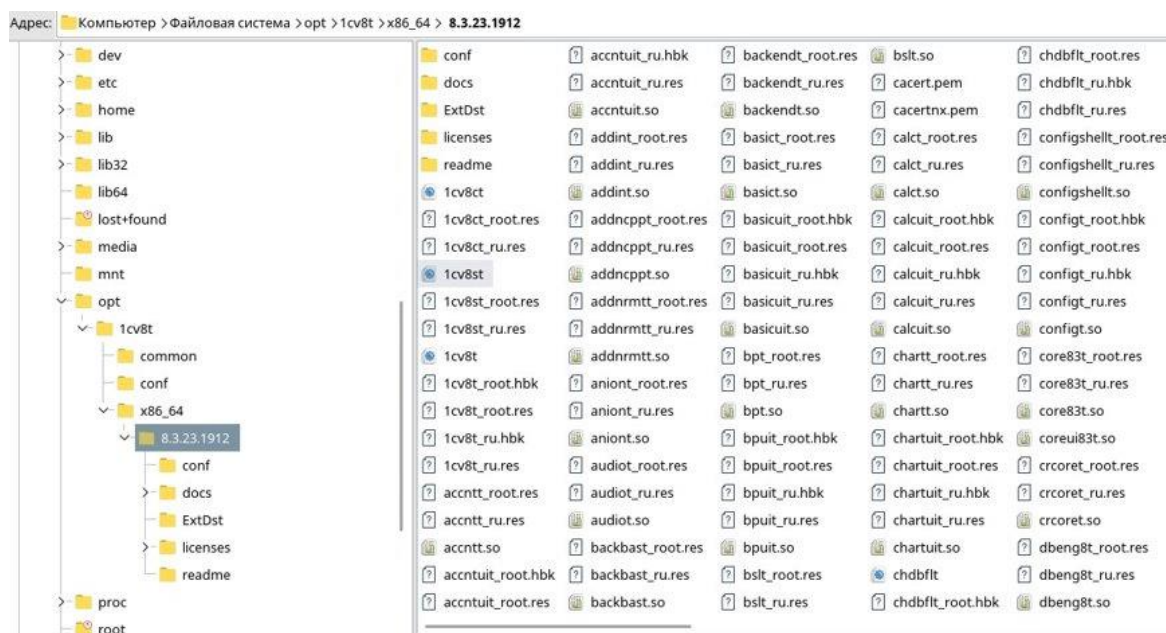 Адрес: Компьютер > Файловая система > opt > 1cv8t > x86_64 > 8.3.23.1912
dev
etc
home
lib
lib32
lib64
lost+found
media
mnt
opt
1cv8t
common
conf
x86_64
8.3.23.1912
conf
docs
ExtDst
licenses
readme
proc
root
conf
docs
ExtDst
licenses
readme
1cv8ct
1cv8ct_root.res
1cv8ct_ru.res
1cv8st
1cv8st_root.res
1cv8st_ru.res
1cv8t
1cv8t_root.hbk
1cv8t_root.res
1cv8t_ru.hbk
1cv8t_ru.res
accntt_root.res
accntt_ru.res
accntt.so
accntuit_root.hbk
accntuit_root.res
accntuit_ru.hbk
accntuit_ru.res
accntuit.so
addint_root.res
addint_ru.res
addint.so
addncppt_root.res
addncppt_ru.res
addncppt.so
addnrmtt_root.res
addnrmtt_ru.res
addnrmtt.so
aniont_root.res
aniont_ru.res
aniont.so
audiot_root.res
audiot_ru.res
audiot.so
backbast_root.res
backbast_ru.res
backbast.so
backendt_root.res
backendt_ru.res
backendt.so
basict_root.res
basict_ru.res
basict.so
basicuit_root.hbk
basicuit_root.res
basicuit_ru.hbk
basicuit_ru.res
basicuit.so
bpt_root.res
bpt_ru.res
bpt.so
bpuit_root.hbk
bpuit_root.res
bpuit_ru.hbk
bpuit_ru.res
bpuit.so
bslt_root.res
bslt_ru.res
bslt.so
cacert.pem
cacertnx.pem
calct_root.res
calct_ru.res
calct.so
calcuit_root.hbk
calcuit_root.res
calcuit_ru.hbk
calcuit_ru.res
calcuit.so
chartt_root.res
chartt_ru.res
chartt.so
chartuit_root.hbk
chartuit_root.res
chartuit_ru.hbk
chartuit_ru.res
chartuit.so
chdbflt
chdbflt_root.hbk
chdbflt_root.res
chdbflt_ru.hbk
chdbflt_ru.res
configshellt_root.res
configshellt_ru.res
configshellt.so
configt_root.hbk
configt_root.res
configt_ru.hbk
configt_ru.res
configt.so
core83t_root.res
core83t_ru.res
core83t.so
coreui83t.so
crcoret_root.res
crcoret_ru.res
crcoret.so
dbeng8t_root.res
dbeng8t_ru.res
dbeng8t.so